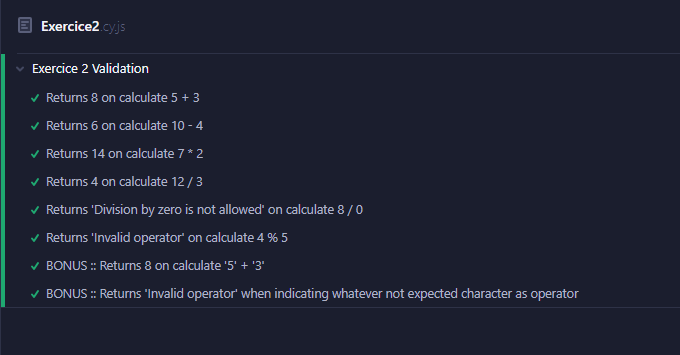 Exercice2.cy.js
Exercice 2 Validation
Returns 8 on calculate 5 + 3
Returns 6 on calculate 10 - 4
Returns 14 on calculate 7 * 2
Returns 4 on calculate 12 / 3
Returns 'Division by zero is not allowed' on calculate 8 / 0
Returns 'Invalid operator' on calculate 4 % 5
BONUS :: Returns 8 on calculate '5' + '3'
BONUS :: Returns 'Invalid operator' when indicating whatever not expected character as operator